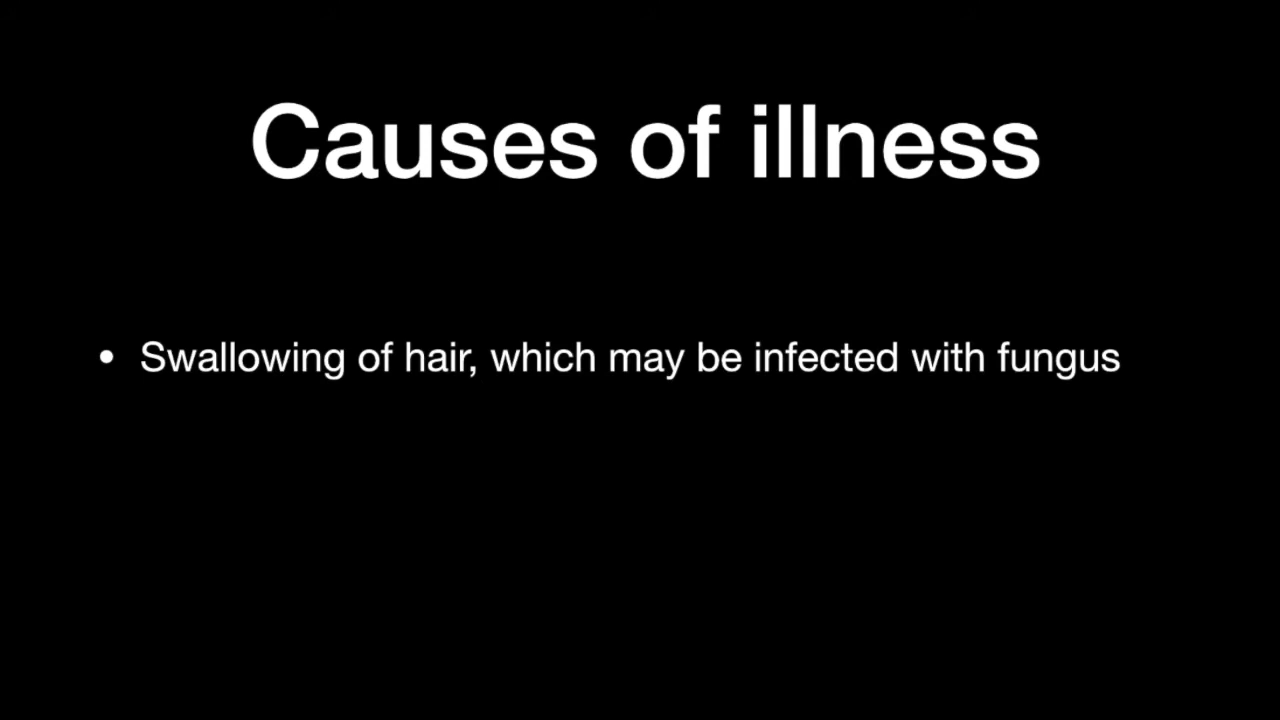 Causes of illness
• Swallowing of hair, which may be infected with fungus